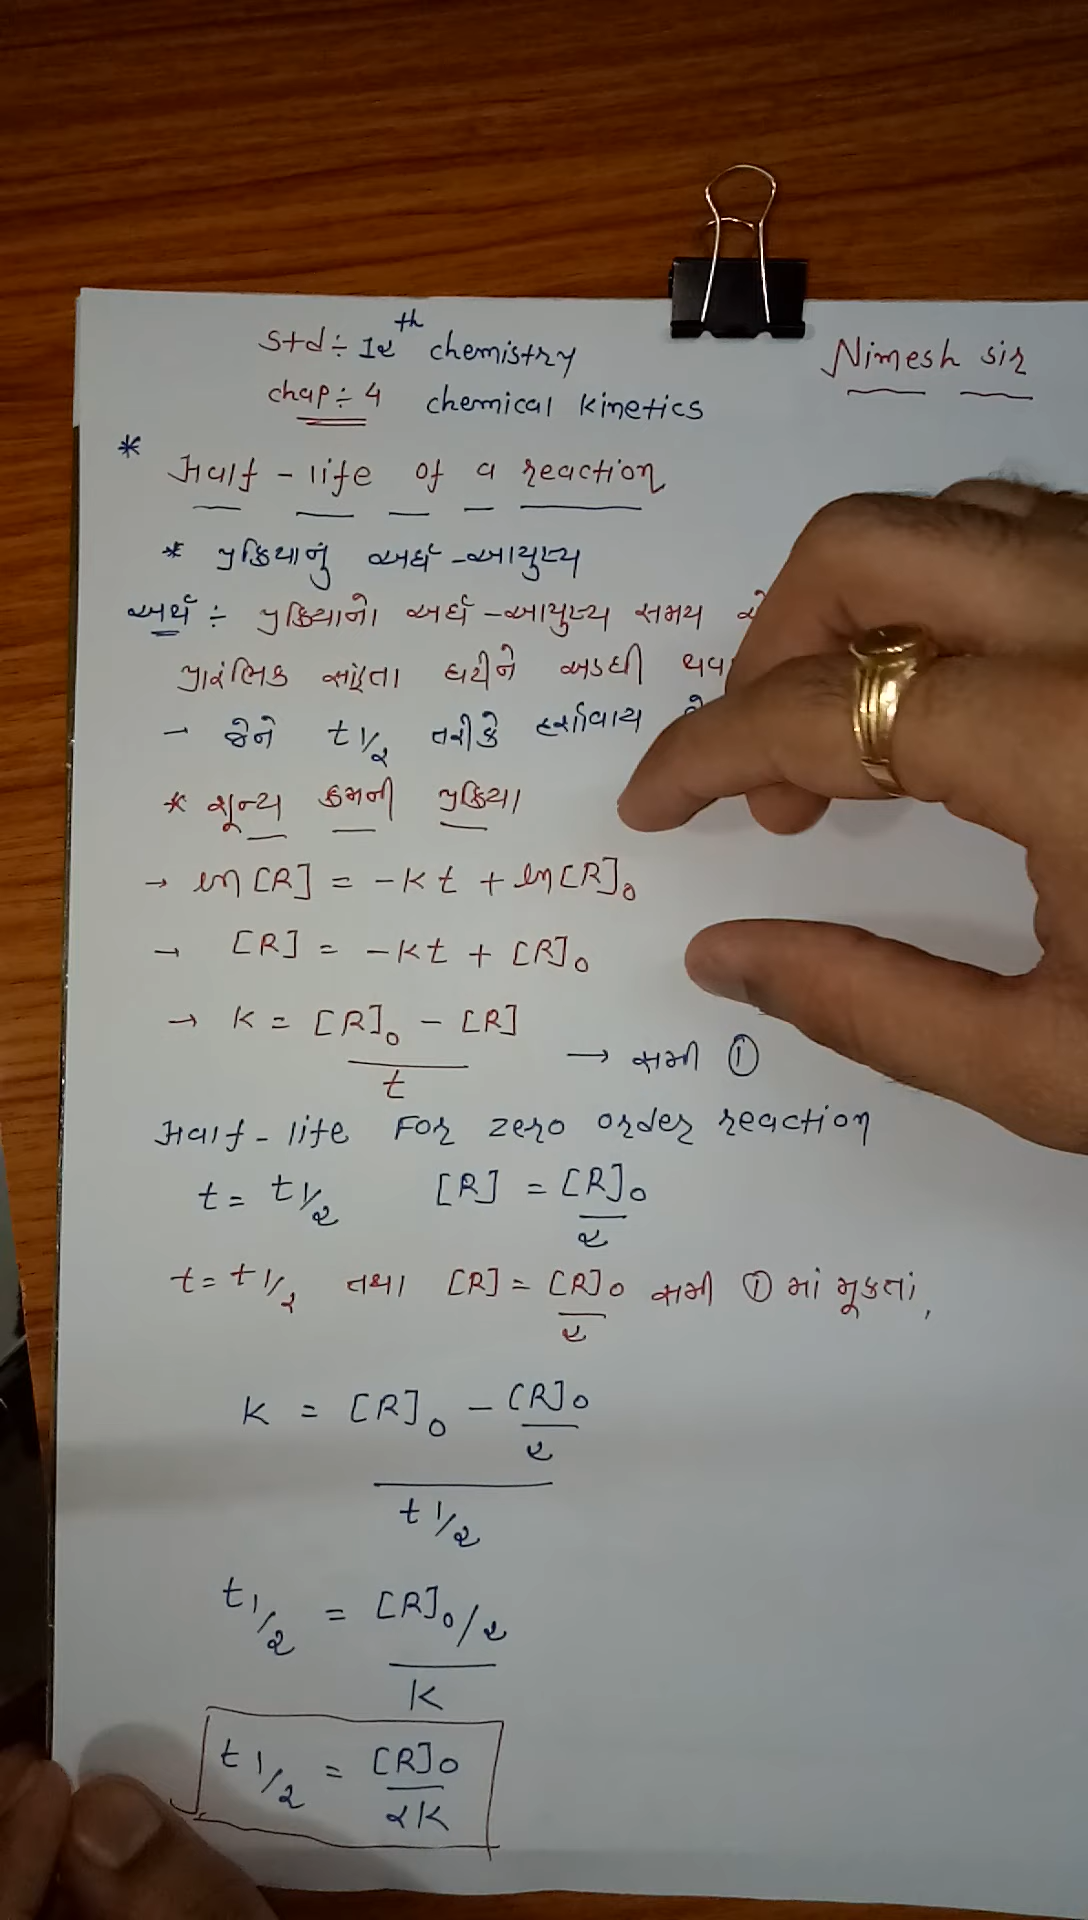 Std ÷ 12th chemistry
Nimesh sir
chap ÷ 4 chemical Kinetics
* Half - life of a reaction
* પ્રક્રિયાનું અર્ધ -આયુષ્ય
અર્થ ÷ પ્રક્રિયાનો અર્ધ -આયુષ્ય સમય
પ્રારંભિક સાંદ્રતા ઘટીને અડધી
→ જેને t1/2 તરીકે દર્શાવાય
* શૂન્ય ક્રમની પ્રક્રિયા
→ ln [R] = -Kt + ln [R]₀
→ [R] = -Kt + [R]₀
→ K = [R]₀ - [R]
t
→ સમી ①
Half - life For zero order reaction
t = t1/2 [R] = [R]₀/2
t = t1/2 તથા [R] = [R]₀/2 સમી ① માં મૂકતાં,
K = [R]₀ - [R]₀/2
t1/2
t1/2 = [R]₀/2
K
t1/2 = [R]₀
2K